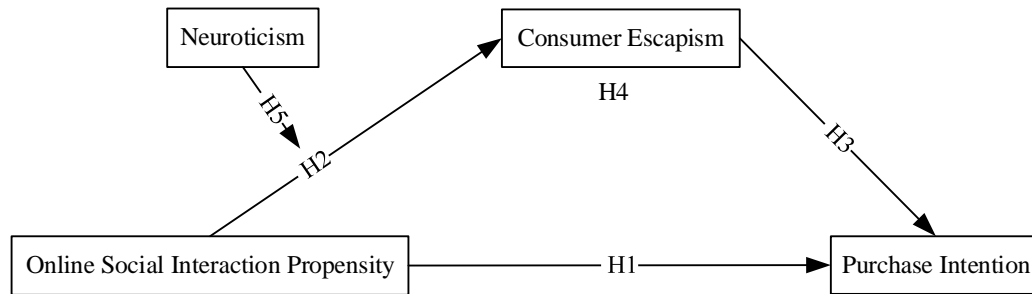 Neuroticism
Consumer Escapism
H4
H5
H2
H3
Online Social Interaction Propensity
H1
Purchase Intention